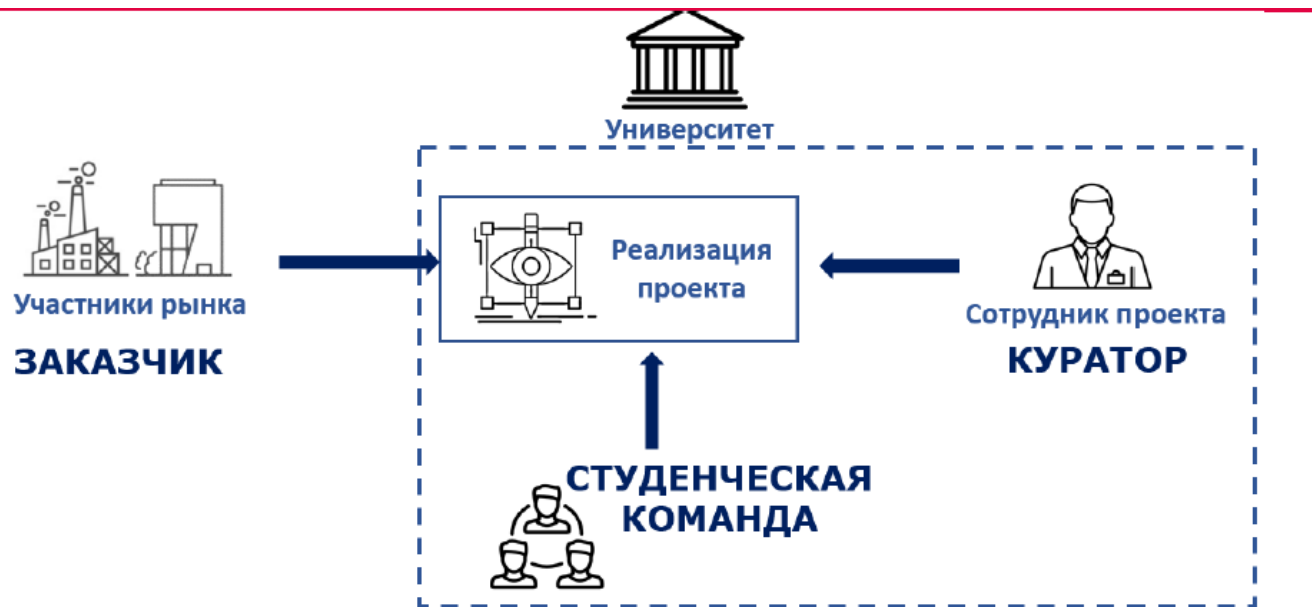 Университет
Участники рынка
ЗАКАЗЧИК
Реализация
проекта
Сотрудник проекта
КУРАТОР
СТУДЕНЧЕСКАЯ
КОМАНДА